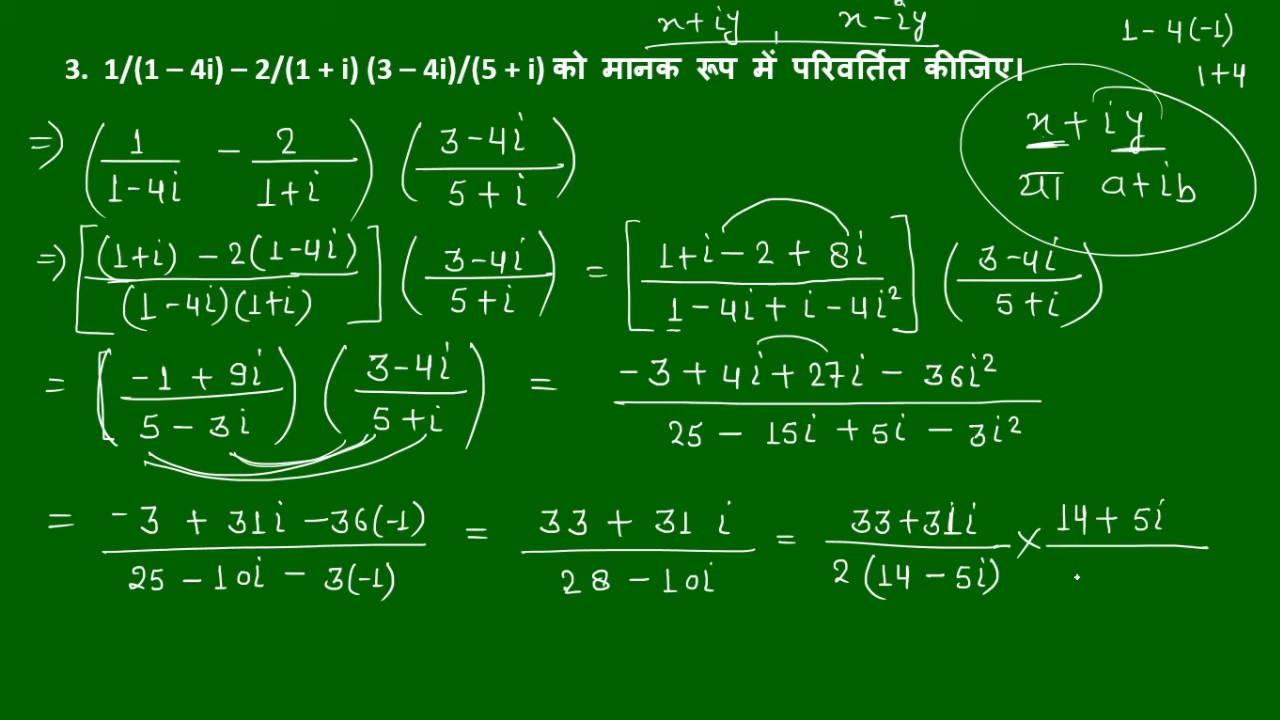 x + iy , x - iy
1 - 4(-1)
1 + 4
3. 1/(1 – 4i) – 2/(1 + i) (3 – 4i)/(5 + i) को मानक रूप में परिवर्तित कीजिए।
x + iy
या a + ib
=> (1/(1-4i) - 2/(1+i)) ((3-4i)/(5+i))
=> [((1+i) - 2(1-4i))/((1-4i)(1+i))] ((3-4i)/(5+i)) = [(1+i-2+8i)/(1-4i+i-4i²)] ((3-4i)/(5+i))
= ((-1+9i)/(5-3i)) ((3-4i)/(5+i)) = (-3+4i+27i-36i²)/(25-15i+5i-3i²)
= (-3+31i-36(-1))/(25-10i-3(-1)) = (33+31i)/(28-10i) = (33+31i)/(2(14-5i)) × (14+5i)/